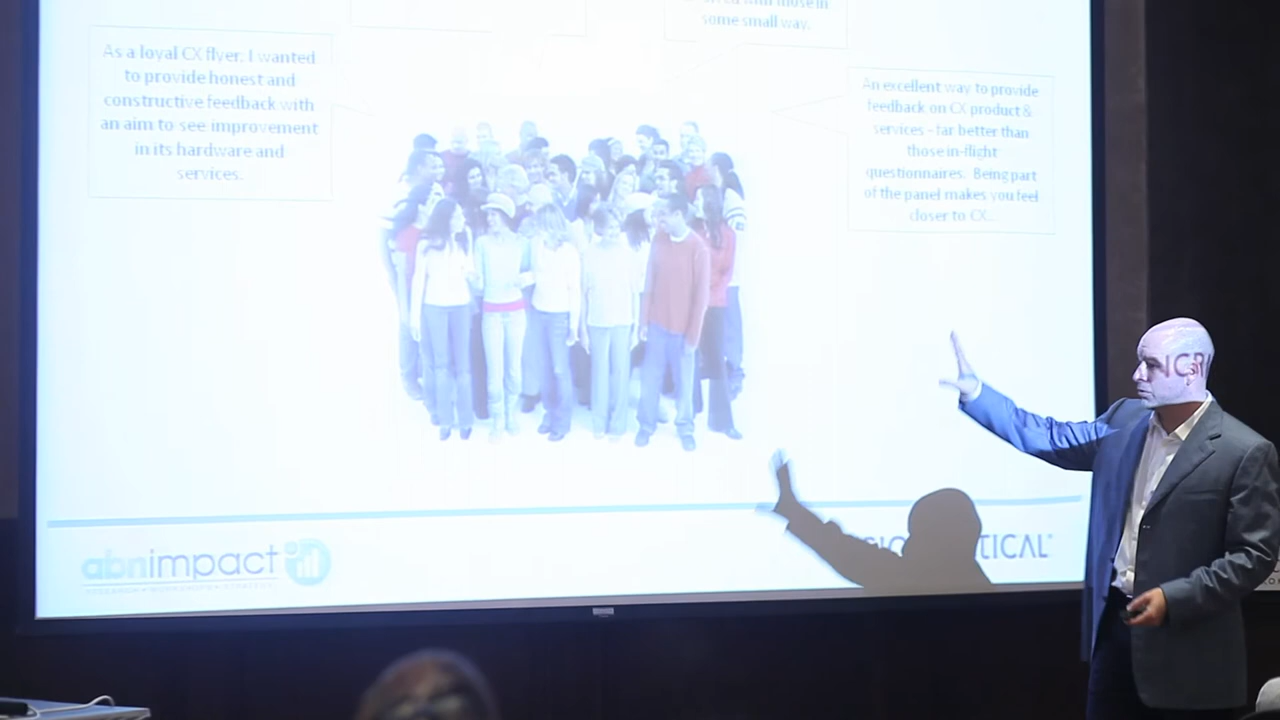 those in
some small way.
As a loyal CX flyer, I wanted
to provide honest and
constructive feedback with
an aim to see improvement
in its hardware and
services.
An excellent way to provide
feedback on CX product &
services - far better than
those in-flight
questionnaires. Being part
of the panel makes you feel
closer to CX...
abnimpact
TICAL